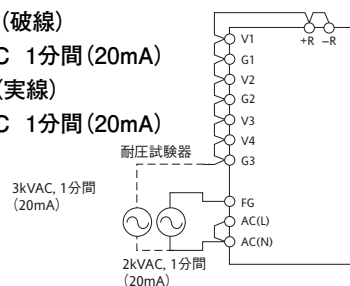 (破線)
C 1分間(20mA)
(実線)
C 1分間(20mA)
耐圧試験器
3kVAC, 1分間
(20mA)
2kVAC, 1分間
(20mA)
+R −R
V1
G1
V2
G2
V3
V4
G3
FG
AC(L)
AC(N)